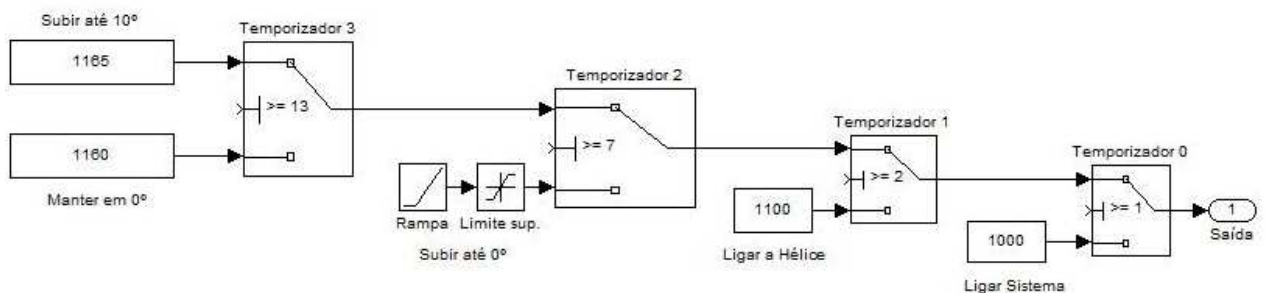 Subir até 10º
1165
Temporizador 3
>= 13
1160
Manter em 0º
Temporizador 2
>= 7
Rampa
Limite sup.
Subir até 0º
Temporizador 1
>= 2
1100
Ligar a Hélice
Temporizador 0
>= 1
1000
Ligar Sistema
1
Saída